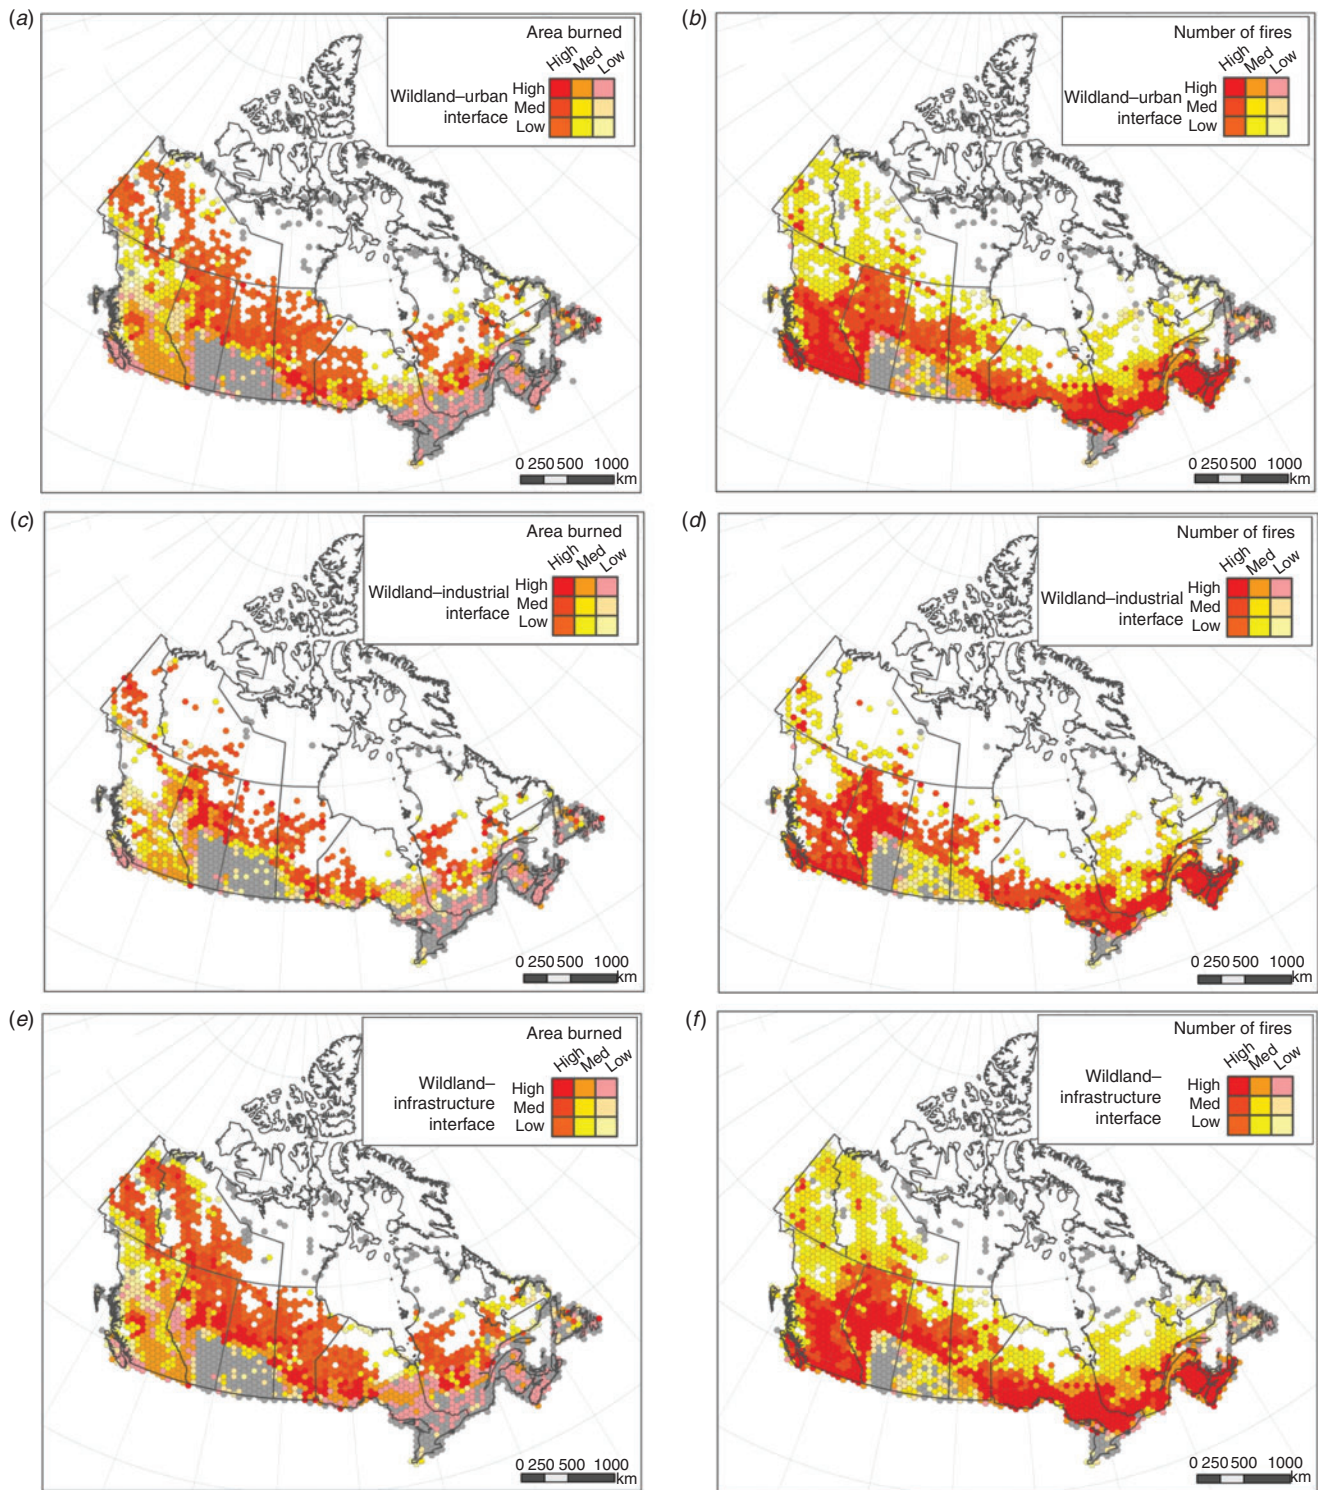 (a)
Area burned
High Med Low
Wildland–urban
interface
High
Med
Low
0 250 500 1000
km
(b)
Number of fires
High Med Low
Wildland–urban
interface
High
Med
Low
0 250 500 1000
km
(c)
Area burned
High Med Low
Wildland–industrial
interface
High
Med
Low
0 250 500 1000
km
(d)
Number of fires
High Med Low
Wildland–industrial
interface
High
Med
Low
0 250 500 1000
km
(e)
Area burned
High Med Low
Wildland–
infrastructure
interface
High
Med
Low
0 250 500 1000
km
(f)
Number of fires
High Med Low
Wildland–
infrastructure
interface
High
Med
Low
0 250 500 1000
km